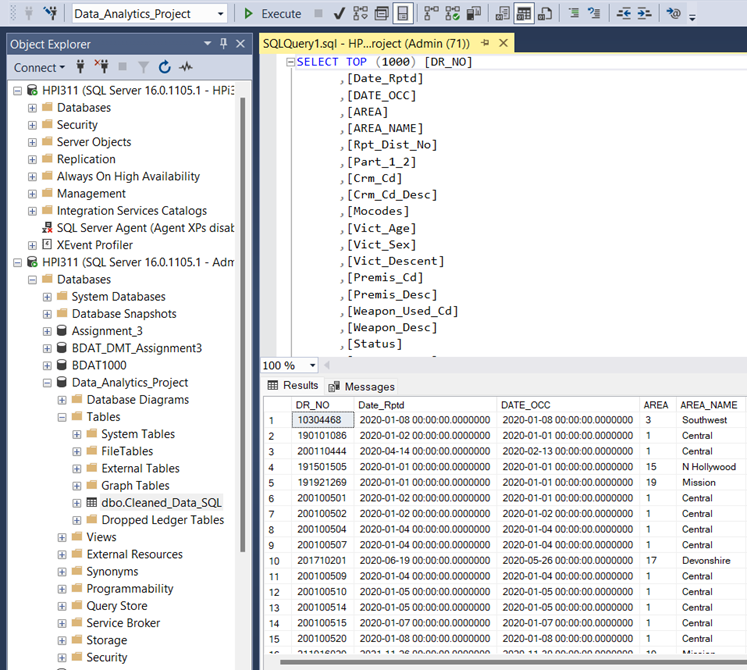 Data_Analytics_Project Execute
Object Explorer
Connect
HPI311 (SQL Server 16.0.1105.1 - HPi3
Databases
Security
Server Objects
Replication
Always On High Availability
Management
Integration Services Catalogs
SQL Server Agent (Agent XPs disab
XEvent Profiler
HPI311 (SQL Server 16.0.1105.1 - Adm
Databases
System Databases
Database Snapshots
Assignment_3
BDAT_DMT_Assignment3
BDAT1000
Data_Analytics_Project
Database Diagrams
Tables
System Tables
FileTables
External Tables
Graph Tables
dbo.Cleaned_Data_SQL
Dropped Ledger Tables
Views
External Resources
Synonyms
Programmability
Query Store
Service Broker
Storage
Security
SQLQuery1.sql - HP...roject (Admin (71))
SELECT TOP (1000) [DR_NO]
,[Date_Rptd]
,[DATE_OCC]
,[AREA]
,[AREA_NAME]
,[Rpt_Dist_No]
,[Part_1_2]
,[Crm_Cd]
,[Crm_Cd_Desc]
,[Mocodes]
,[Vict_Age]
,[Vict_Sex]
,[Vict_Descent]
,[Premis_Cd]
,[Premis_Desc]
,[Weapon_Used_Cd]
,[Weapon_Desc]
,[Status]
100 %
Results Messages
DR_NO Date_Rptd DATE_OCC AREA AREA_NAME
1 10304468 2020-01-08 00:00:00.0000000 2020-01-08 00:00:00.0000000 3 Southwest
2 190101086 2020-01-02 00:00:00.0000000 2020-01-01 00:00:00.0000000 1 Central
3 200110444 2020-04-14 00:00:00.0000000 2020-02-13 00:00:00.0000000 1 Central
4 191501505 2020-01-01 00:00:00.0000000 2020-01-01 00:00:00.0000000 15 N Hollywood
5 191921269 2020-01-01 00:00:00.0000000 2020-01-01 00:00:00.0000000 19 Mission
6 200100501 2020-01-02 00:00:00.0000000 2020-01-01 00:00:00.0000000 1 Central
7 200100502 2020-01-02 00:00:00.0000000 2020-01-02 00:00:00.0000000 1 Central
8 200100504 2020-01-04 00:00:00.0000000 2020-01-04 00:00:00.0000000 1 Central
9 200100507 2020-01-04 00:00:00.0000000 2020-01-04 00:00:00.0000000 1 Central
10 201710201 2020-06-19 00:00:00.0000000 2020-05-26 00:00:00.0000000 17 Devonshire
11 200100509 2020-01-04 00:00:00.0000000 2020-01-04 00:00:00.0000000 1 Central
12 200100510 2020-01-05 00:00:00.0000000 2020-01-05 00:00:00.0000000 1 Central
13 200100514 2020-01-05 00:00:00.0000000 2020-01-05 00:00:00.0000000 1 Central
14 200100515 2020-01-07 00:00:00.0000000 2020-01-07 00:00:00.0000000 1 Central
15 200100520 2020-01-08 00:00:00.0000000 2020-01-08 00:00:00.0000000 1 Central